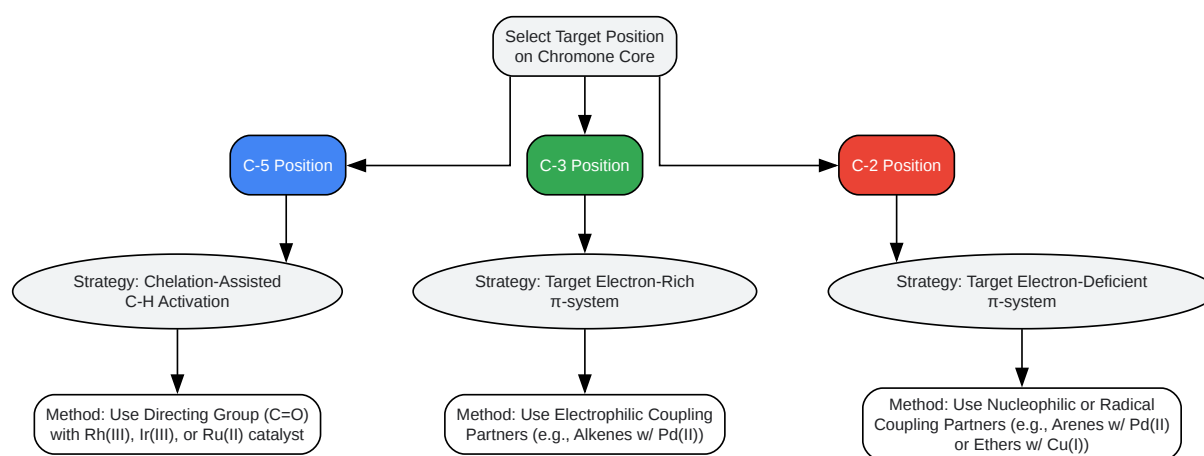 Select Target Position
on Chromone Core
C-5 Position
C-3 Position
C-2 Position
Strategy: Chelation-Assisted
C-H Activation
Strategy: Target Electron-Rich
π-system
Strategy: Target Electron-Deficient
π-system
Method: Use Directing Group (C=O)
with Rh(III), Ir(III), or Ru(II) catalyst
Method: Use Electrophilic Coupling
Partners (e.g., Alkenes w/ Pd(II))
Method: Use Nucleophilic or Radical
Coupling Partners (e.g., Arenes w/ Pd(II)
or Ethers w/ Cu(I))